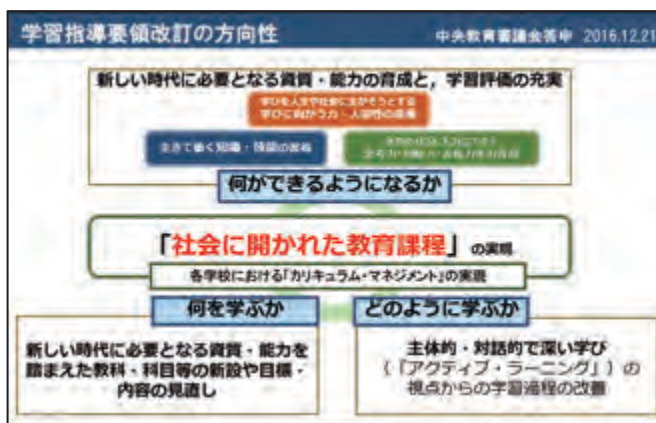 学習指導要領改訂の方向性
中央教育審議会答申 2016.12.21
新しい時代に必要となる資質・能力の育成と，学習評価の充実
学びを人生や社会に生かそうとする
学びに向かう力・人間性の涵養
生きて働く知識・技能の習得
何ができるようになるか
「社会に開かれた教育課程」の実現
各学校における「カリキュラム・マネジメント」の実現
何を学ぶか
どのように学ぶか
新しい時代に必要となる資質・能力を
踏まえた教科・科目等の新設や目標・
内容の見直し
主体的・対話的で深い学び
（「アクティブ・ラーニング」）の
視点からの学習過程の改善